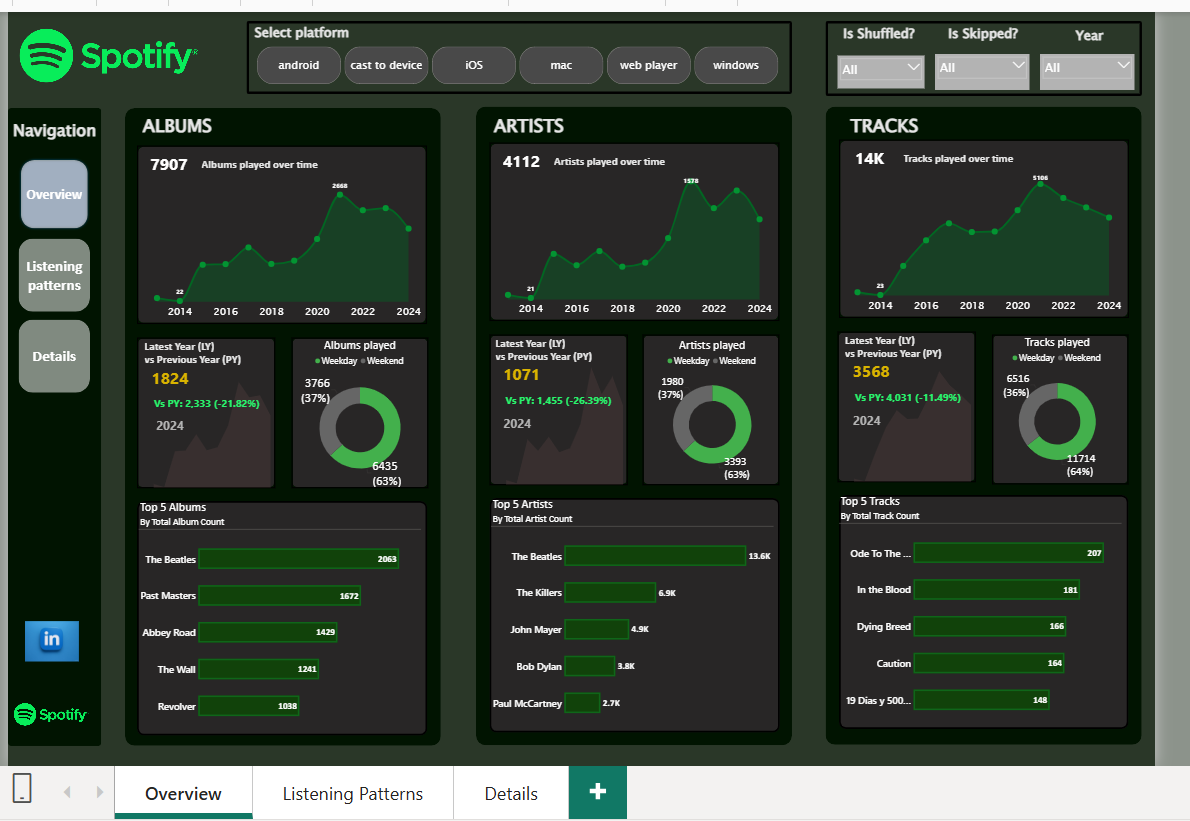 Spotify®
Select platform
android
cast to device
iOS
mac
web player
windows
Is Shuffled?
All
Is Skipped?
All
Year
All
Navigation
Overview
Listening
patterns
Details
in
Spotify
ALBUMS
7907 Albums played over time
2668
22
2014 2016 2018 2020 2022 2024
Latest Year (LY)
vs Previous Year (PY)
1824
Vs PY: 2,333 (-21.82%)
2024
Albums played
Weekday Weekend
3766
(37%)
6435
(63%)
Top 5 Albums
By Total Album Count
The Beatles 2063
Past Masters 1672
Abbey Road 1429
The Wall 1241
Revolver 1038
ARTISTS
4112 Artists played over time
1578
21
2014 2016 2018 2020 2022 2024
Latest Year (LY)
vs Previous Year (PY)
1071
Vs PY: 1,455 (-26.39%)
2024
Artists played
Weekday Weekend
1980
(37%)
3393
(63%)
Top 5 Artists
By Total Artist Count
The Beatles 13.6K
The Killers 6.9K
John Mayer 4.9K
Bob Dylan 3.8K
Paul McCartney 2.7K
TRACKS
14K Tracks played over time
5106
23
2014 2016 2018 2020 2022 2024
Latest Year (LY)
vs Previous Year (PY)
3568
Vs PY: 4,031 (-11.49%)
2024
Tracks played
Weekday Weekend
6516
(36%)
11714
(64%)
Top 5 Tracks
By Total Track Count
Ode To The ... 207
In the Blood 181
Dying Breed 166
Caution 164
19 Dias y 500... 148
Overview
Listening Patterns
Details
+